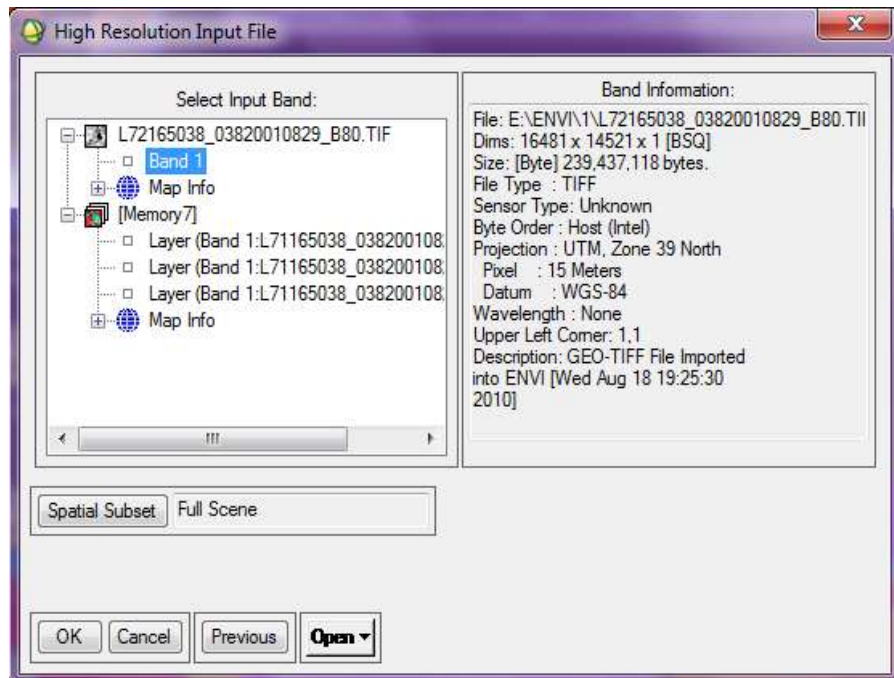 High Resolution Input File
Select Input Band:
L72165038_03820010829_B80.TIF
Band 1
Map Info
[Memory7]
Layer (Band 1:L71165038_038200108
Layer (Band 1:L71165038_038200108
Layer (Band 1:L71165038_038200108
Map Info
Band Information:
File: E:\ENVI\1\L72165038_03820010829_B80.TII
Dims: 16481 x 14521 x 1 [BSQ]
Size: [Byte] 239,437,118 bytes.
File Type : TIFF
Sensor Type: Unknown
Byte Order : Host (Intel)
Projection : UTM, Zone 39 North
Pixel : 15 Meters
Datum : WGS-84
Wavelength : None
Upper Left Corner: 1,1
Description: GEO-TIFF File Imported
into ENVI [Wed Aug 18 19:25:30
2010]
Spatial Subset Full Scene
OK Cancel Previous Open